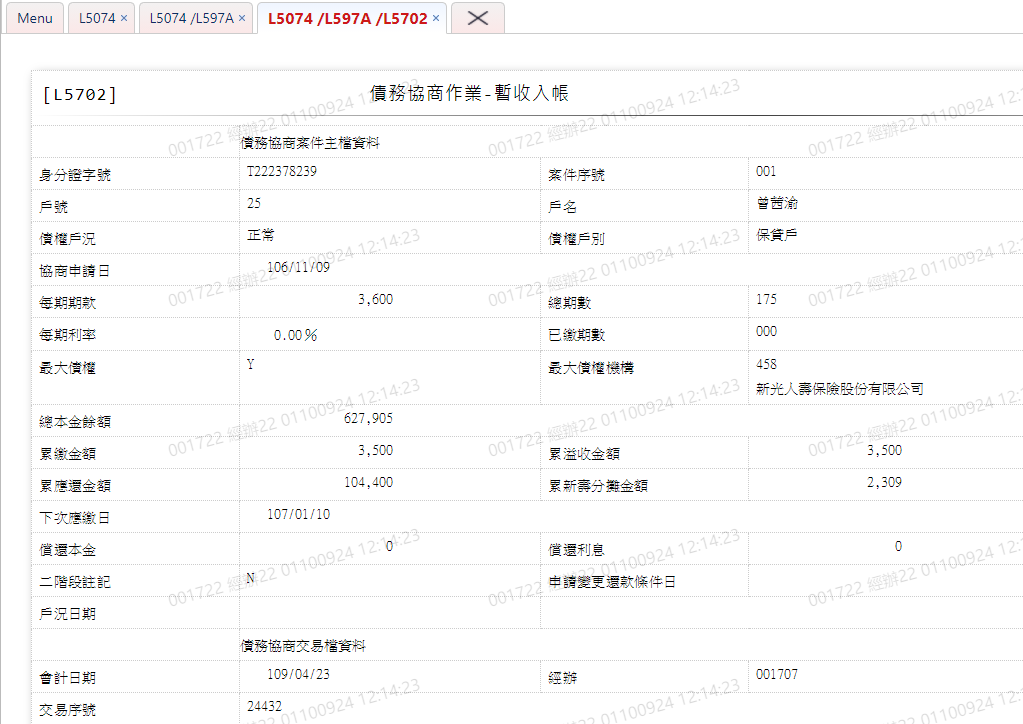 Menu L5074 × L5074 /L597A × L5074 /L597A /L5702 ×
[L5702] 債務協商作業-暫收入帳
債務協商案件主檔資料
身分證字號 T222378239 案件序號 001
戶號 25 戶名 曾茜渝
債權戶況 正常 債權戶別 保貸戶
協商申請日 106/11/09
每期期款 3,600 總期數 175
每期利率 0.00% 已繳期數 000
最大債權 Y 最大債權機構 458
新光人壽保險股份有限公司
總本金餘額 627,905
累繳金額 3,500 累溢收金額 3,500
累應還金額 104,400 累新壽分攤金額 2,309
下次應繳日 107/01/10
償還本金 0 償還利息 0
二階段註記 N 申請變更還款條件日
戶況日期
債務協商交易檔資料
會計日期 109/04/23 經辦 001707
交易序號 24432
001722 經辦22 01100924 12:14:23